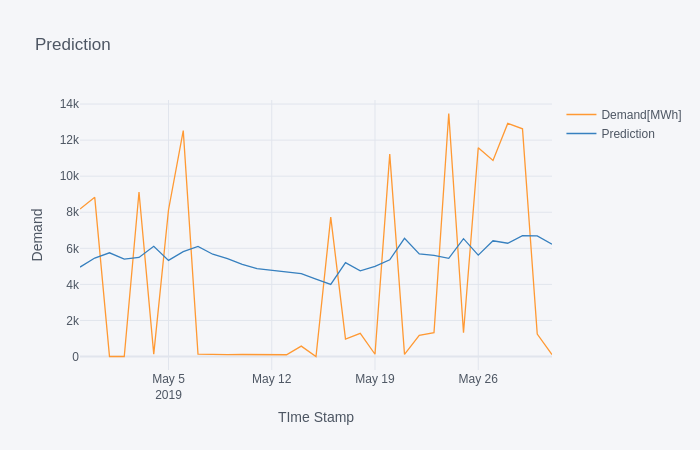 Prediction
14k
12k
10k
8k
6k
4k
2k
0
Demand
May 5
2019
May 12
May 19
May 26
TIme Stamp
Demand[MWh]
Prediction